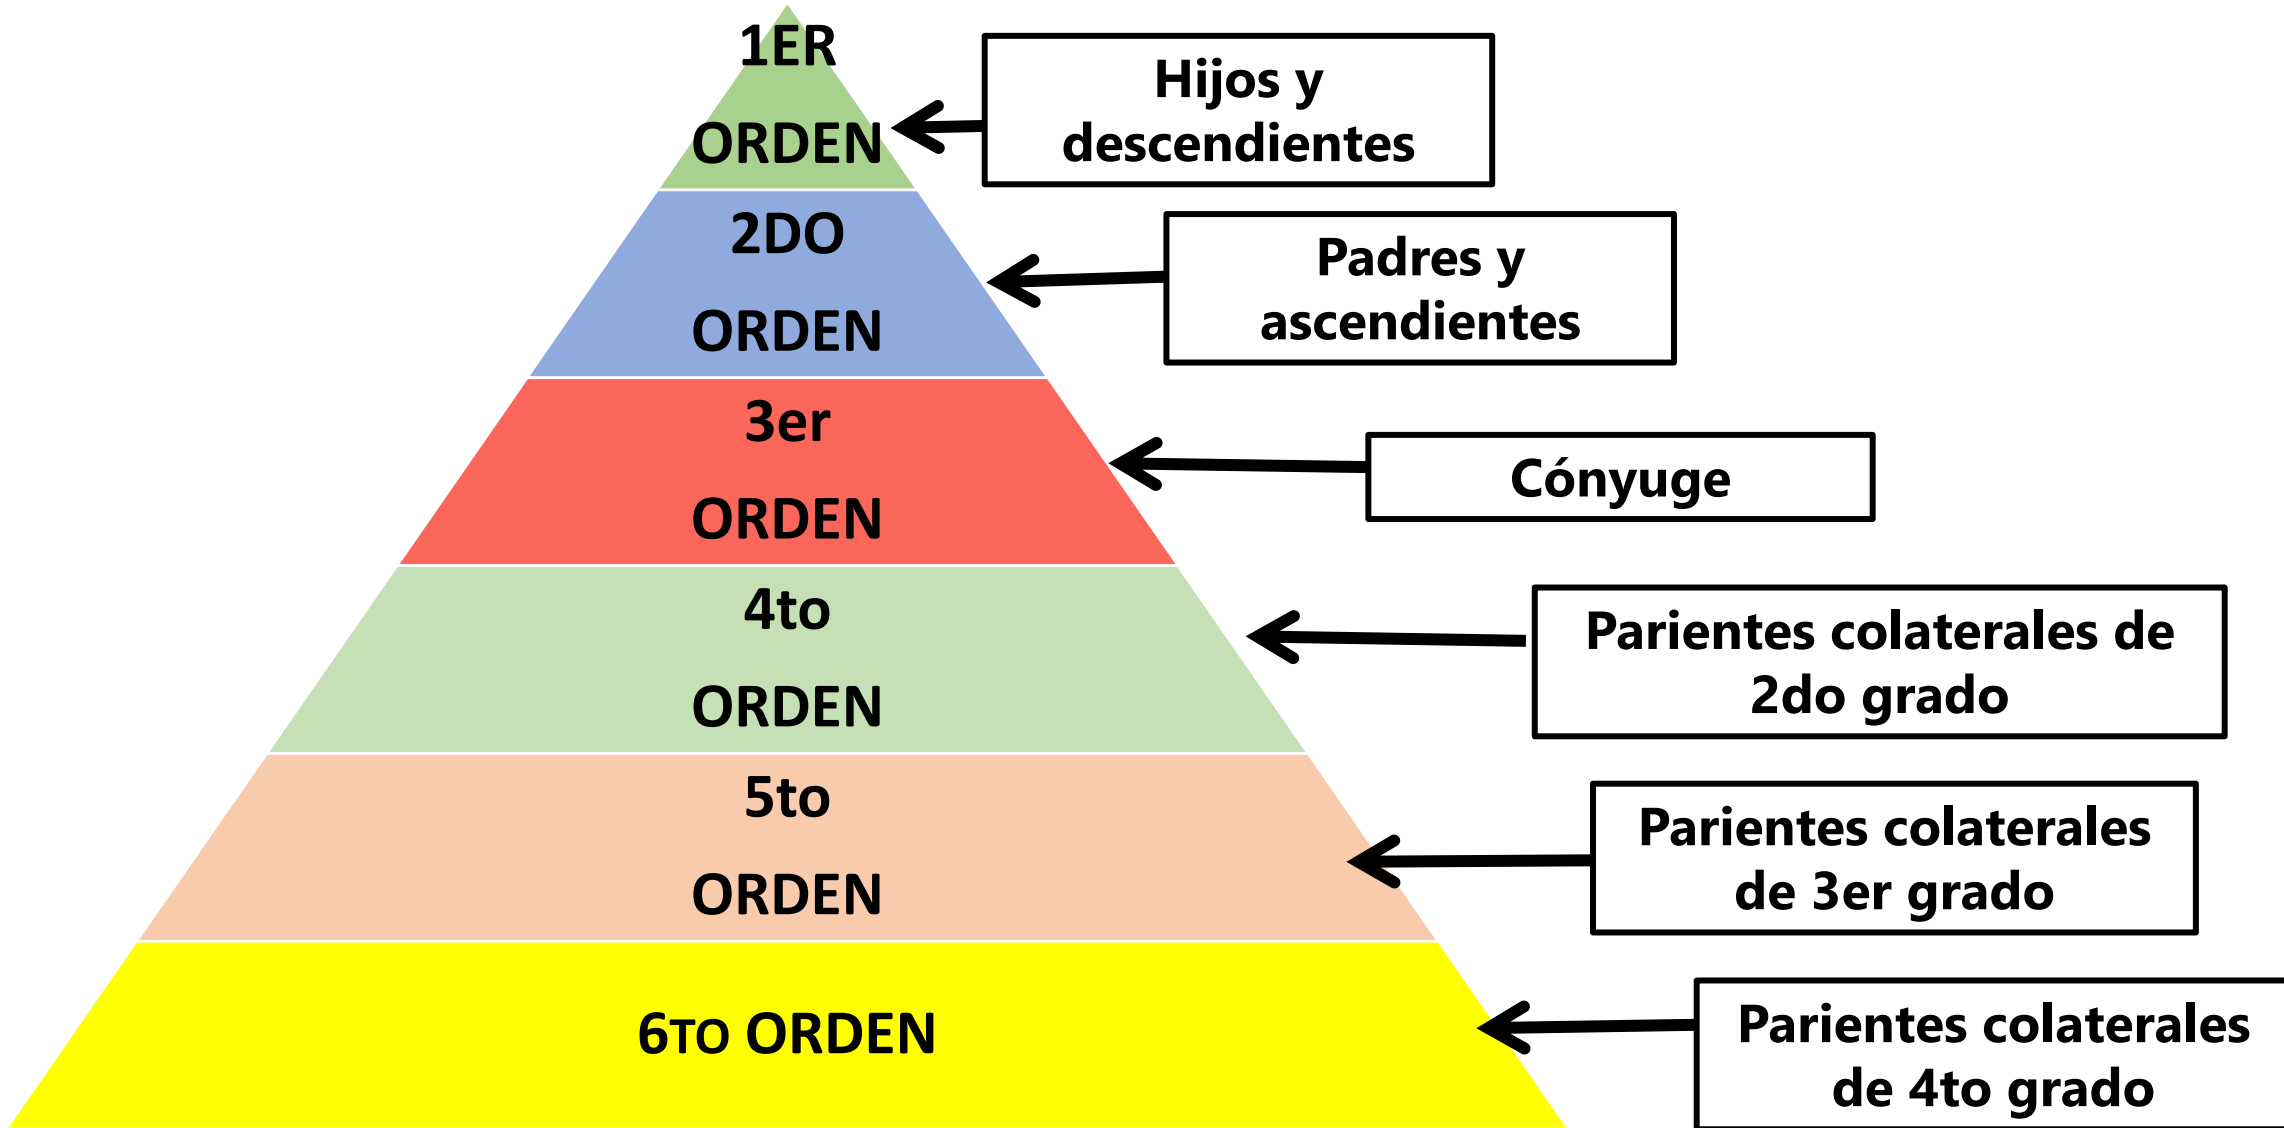 1ER
ORDEN
Hijos y
descendientes
2DO
ORDEN
Padres y
ascendientes
3er
ORDEN
Cónyuge
4to
ORDEN
Parientes colaterales de
2do grado
5to
ORDEN
Parientes colaterales
de 3er grado
6TO ORDEN
Parientes colaterales
de 4to grado